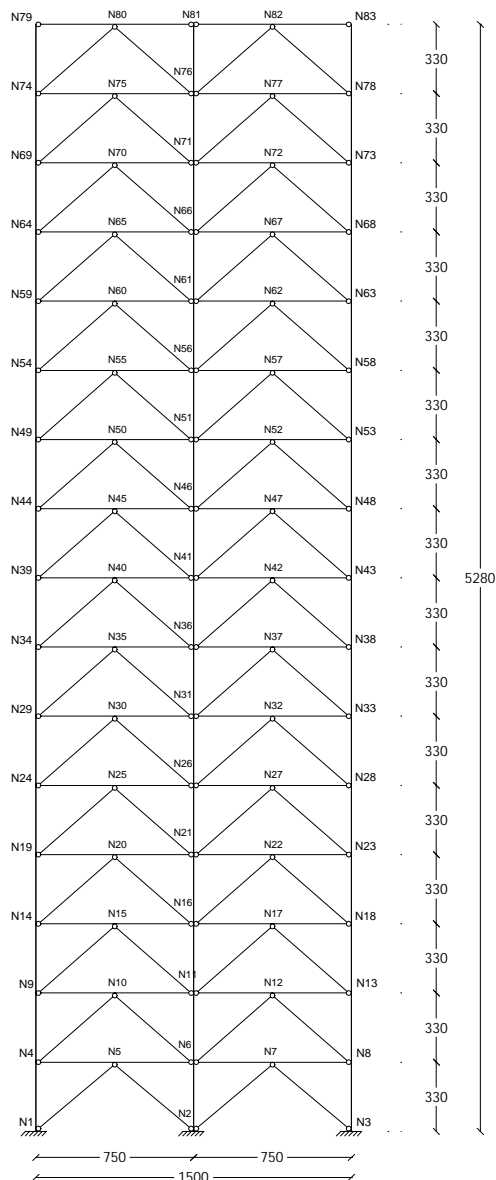 N79 N80 N81 N82 N83
330
N74 N75 N76 N77 N78
330
N69 N70 N71 N72 N73
330
N64 N65 N66 N67 N68
330
N59 N60 N61 N62 N63
330
N54 N55 N56 N57 N58
330
N49 N50 N51 N52 N53
330
N44 N45 N46 N47 N48
330
N39 N40 N41 N42 N43
5280
330
N34 N35 N36 N37 N38
330
N29 N30 N31 N32 N33
330
N24 N25 N26 N27 N28
330
N19 N20 N21 N22 N23
330
N14 N15 N16 N17 N18
330
N9 N10 N11 N12 N13
330
N4 N5 N6 N7 N8
330
N1 N2 N3
750 750
1500